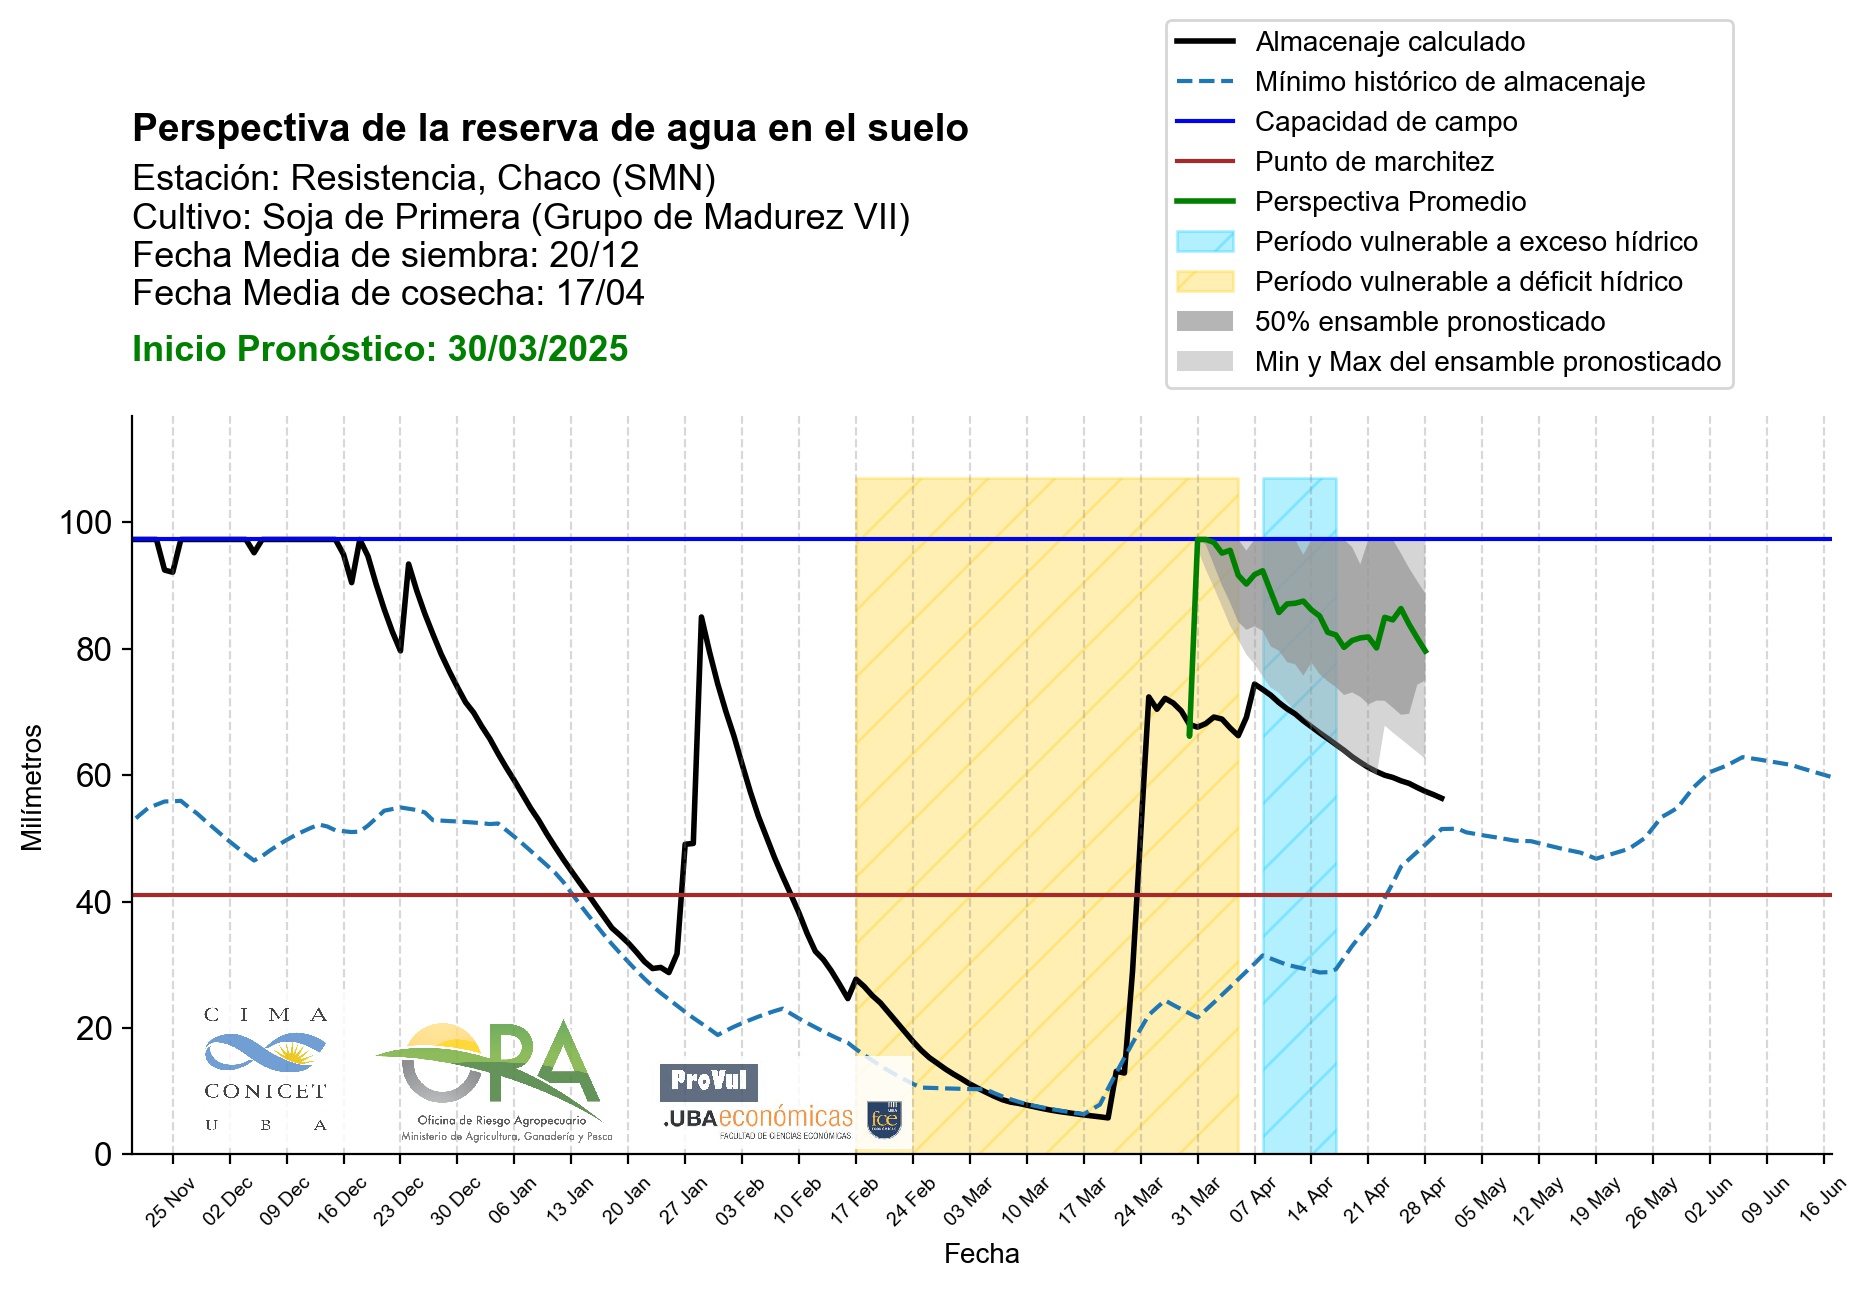 Almacenaje calculado
Mínimo histórico de almacenaje
Capacidad de campo
Punto de marchitez
Perspectiva Promedio
Período vulnerable a exceso hídrico
Período vulnerable a déficit hídrico
50% ensamble pronosticado
Min y Max del ensamble pronosticado
Perspectiva de la reserva de agua en el suelo
Estación: Resistencia, Chaco (SMN)
Cultivo: Soja de Primera (Grupo de Madurez VII)
Fecha Media de siembra: 20/12
Fecha Media de cosecha: 17/04
Inicio Pronóstico: 30/03/2025
Milímetros
100
80
60
40
20
0
CIMA
CONICET
UBA
ORA
Oficina de Riesgo Agropecuario
Ministerio de Agricultura, Ganadería y Pesca
ProVul
.UBAeconómicas
FACULTAD DE CIENCIAS ECONÓMICAS
UBA
fce
ECONÓMICAS
25 Nov
02 Dec
09 Dec
16 Dec
23 Dec
30 Dec
06 Jan
13 Jan
20 Jan
27 Jan
03 Feb
10 Feb
17 Feb
24 Feb
03 Mar
10 Mar
17 Mar
24 Mar
31 Mar
07 Apr
14 Apr
21 Apr
28 Apr
05 May
12 May
19 May
26 May
02 Jun
09 Jun
16 Jun
Fecha